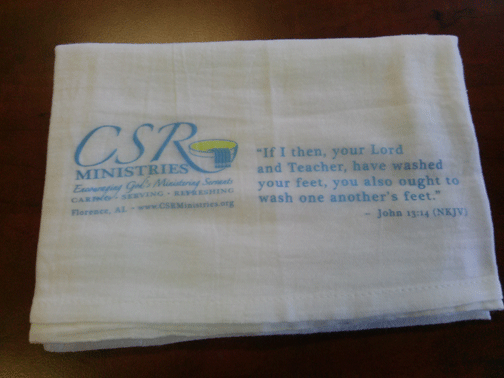 CSR
MINISTRIES
Encouraging God's Ministering Servants
CARING · SERVING · REFRESHING
Florence, AL - www.CSRMinistries.org
"If I then, your Lord
and Teacher, have washed
your feet, you also ought to
wash one another's feet."
- John 13:14 (NKJV)